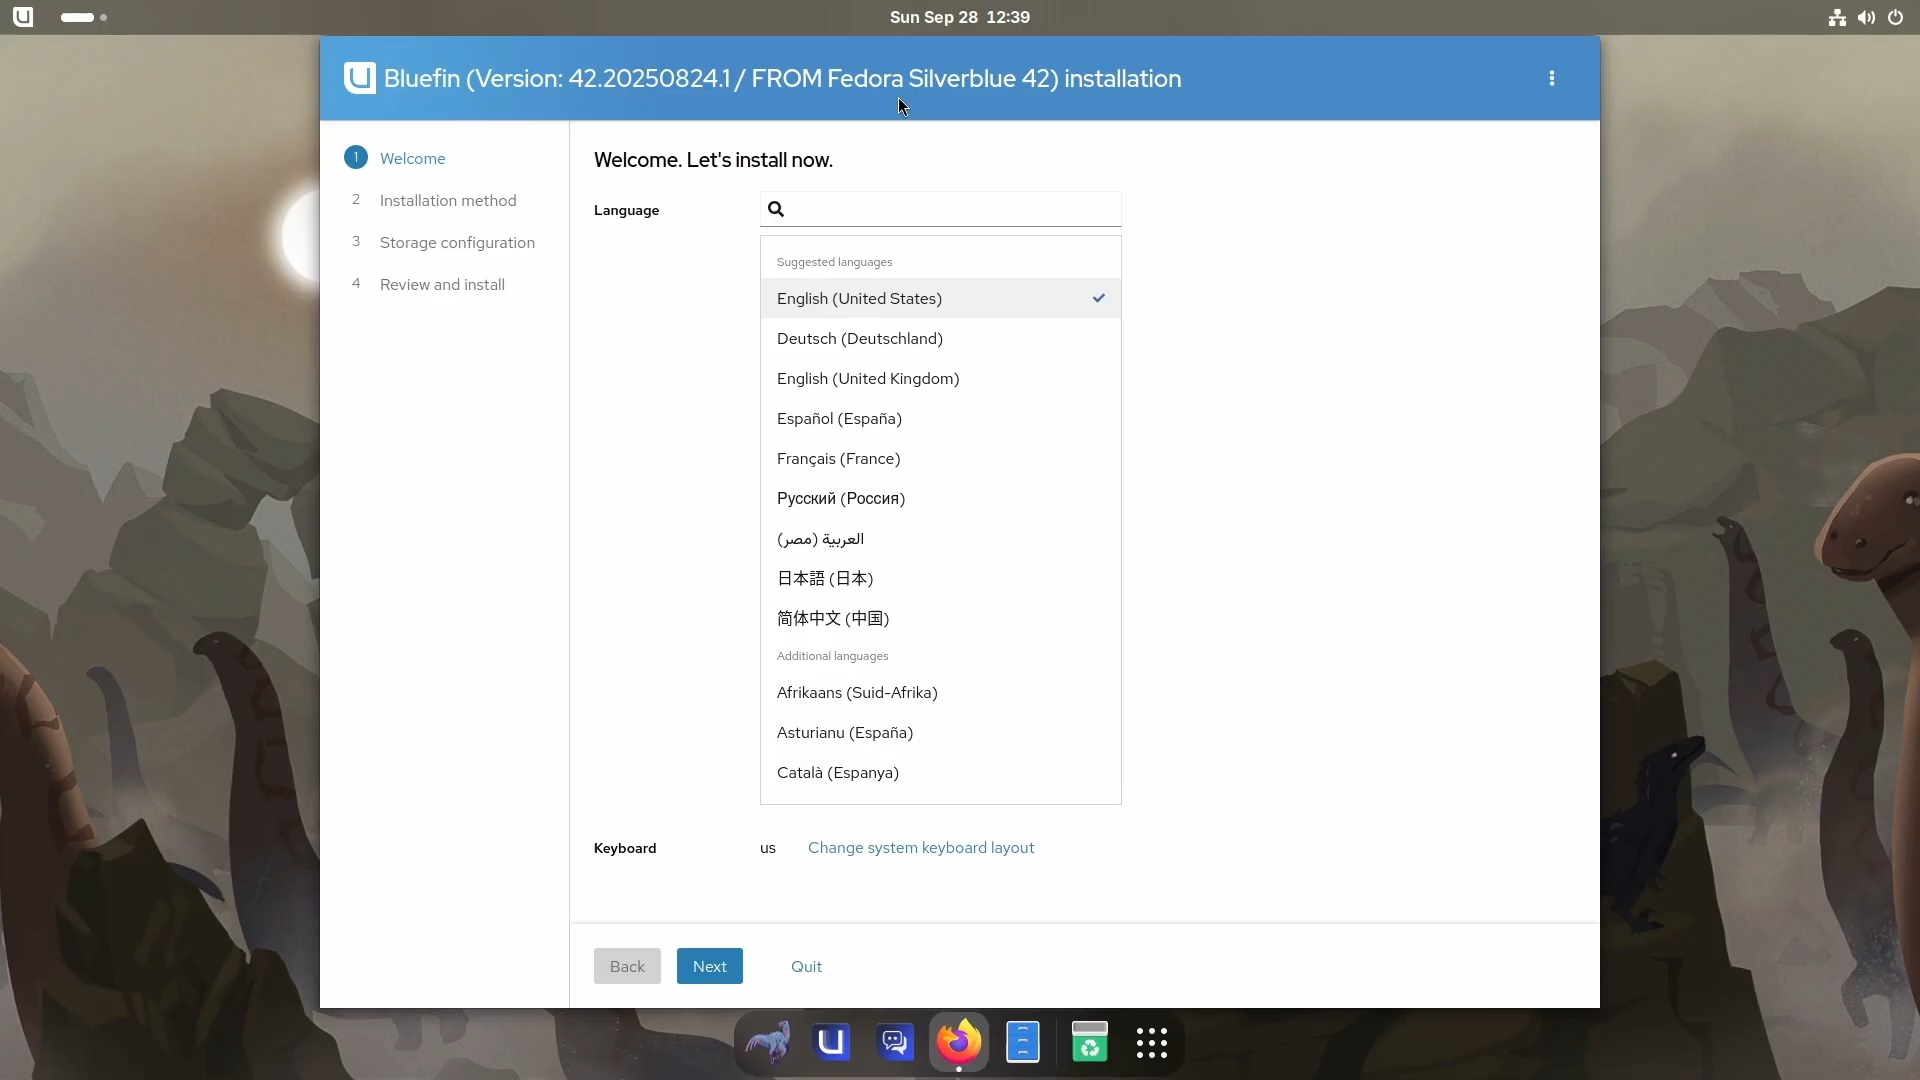 Sun Sep 28 12:39
Bluefin (Version: 42.20250824.1 / FROM Fedora Silverblue 42) installation
1 Welcome
2 Installation method
3 Storage configuration
4 Review and install
Welcome. Let's install now.
Language
Suggested languages
English (United States)
Deutsch (Deutschland)
English (United Kingdom)
Español (España)
Français (France)
Русский (Россия)
العربية (مصر)
日本語 (日本)
简体中文 (中国)
Additional languages
Afrikaans (Suid-Afrika)
Asturianu (España)
Català (Espanya)
Keyboard us Change system keyboard layout
Back Next Quit